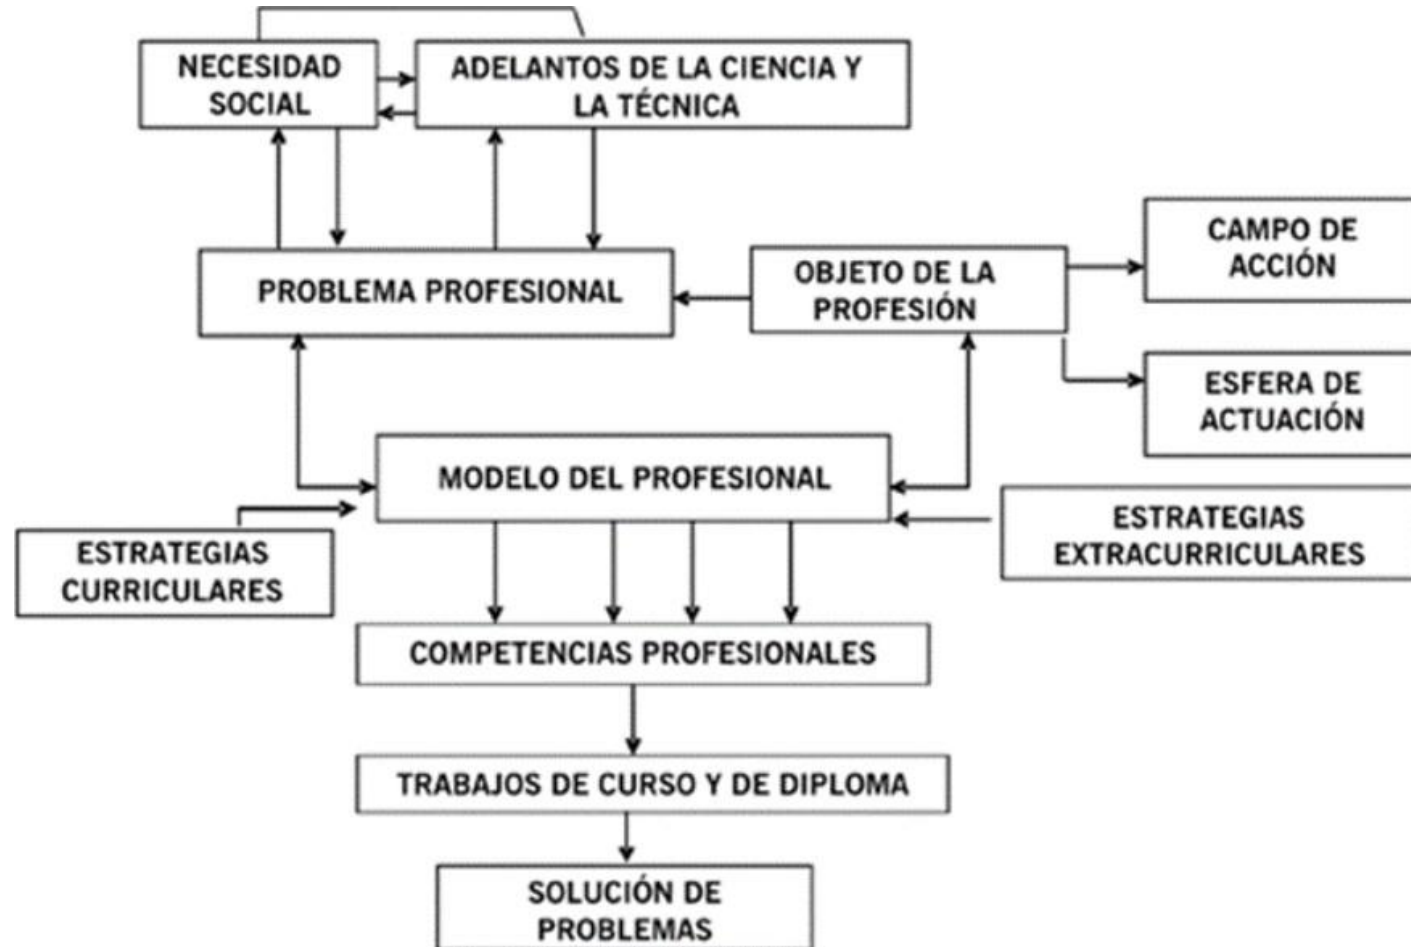 NECESIDAD
SOCIAL
ADELANTOS DE LA CIENCIA Y
LA TÉCNICA
CAMPO DE
ACCIÓN
PROBLEMA PROFESIONAL
OBJETO DE LA
PROFESIÓN
ESFERA DE
ACTUACIÓN
MODELO DEL PROFESIONAL
ESTRATEGIAS
CURRICULARES
ESTRATEGIAS
EXTRACURRICULARES
COMPETENCIAS PROFESIONALES
TRABAJOS DE CURSO Y DE DIPLOMA
SOLUCIÓN DE
PROBLEMAS